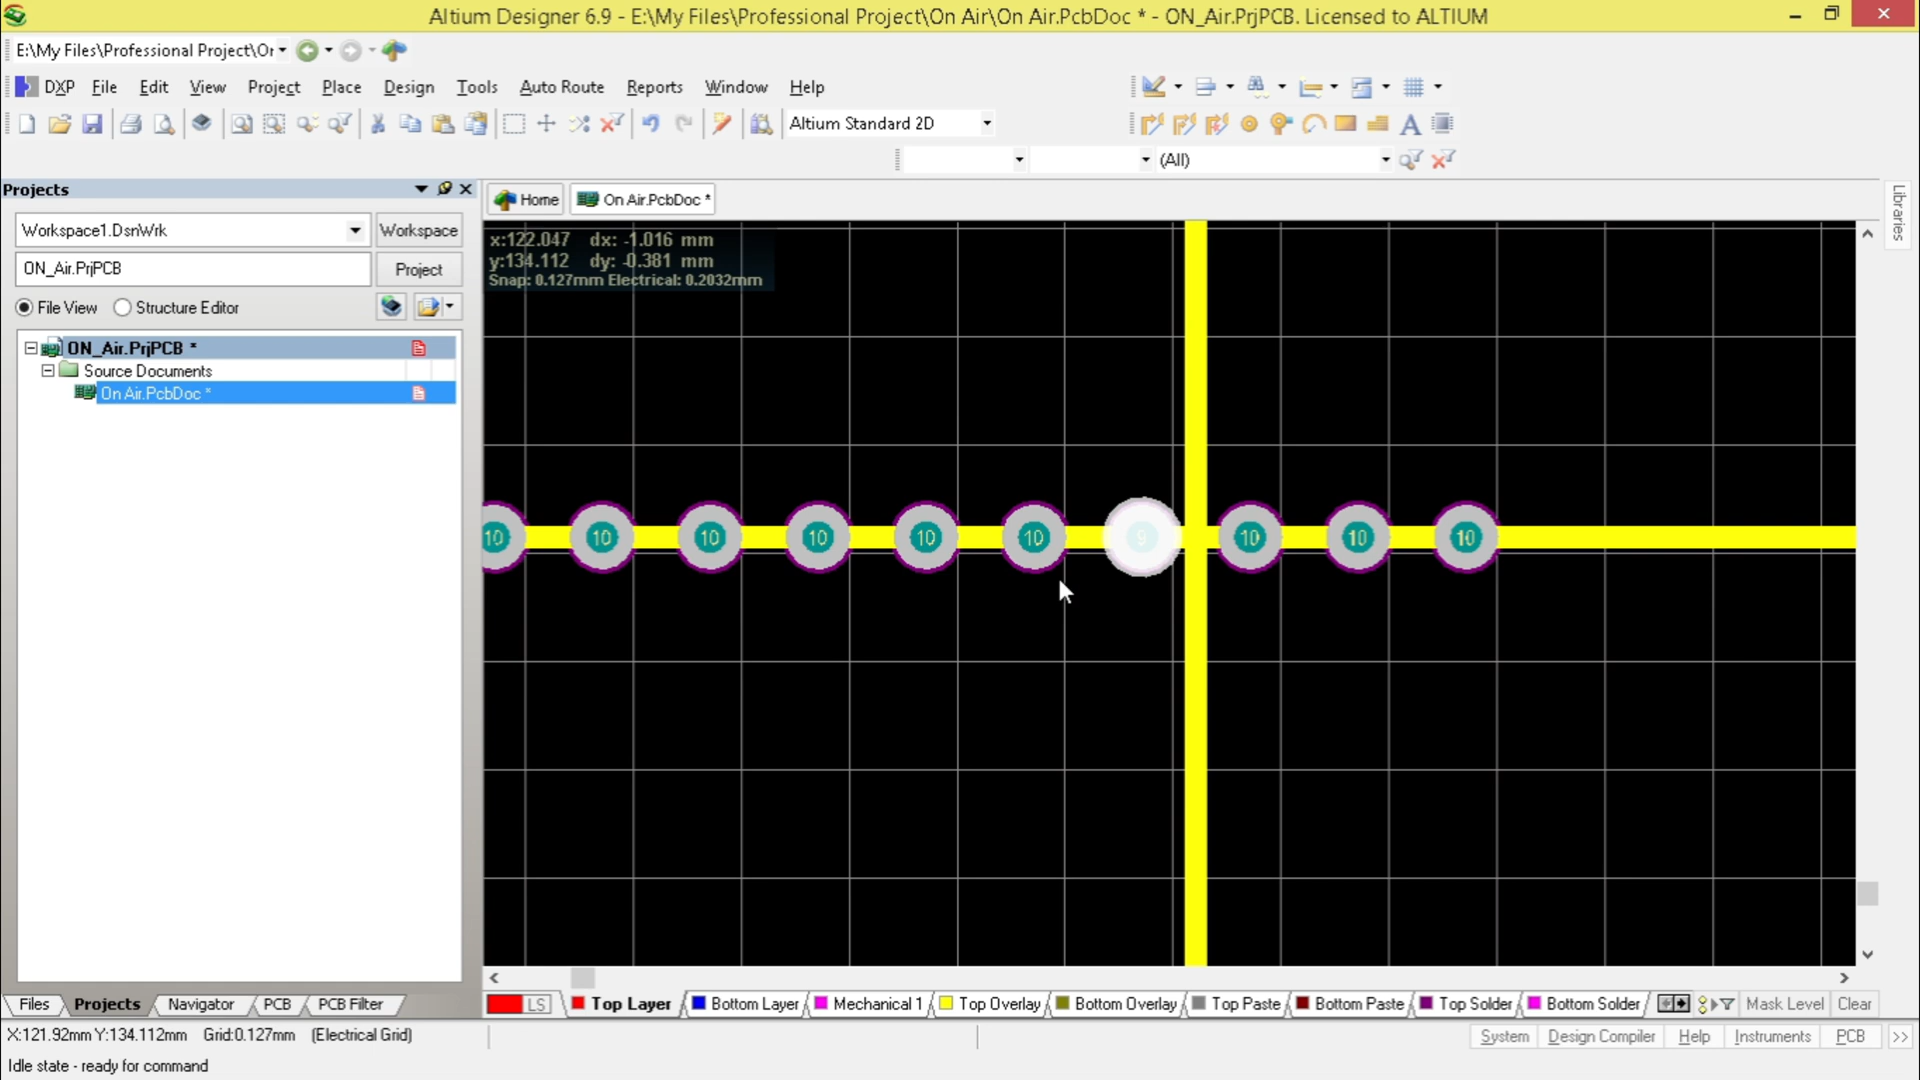 Altium Designer 6.9 - E:\My Files\Professional Project\On Air\On Air.PcbDoc * - ON_Air.PrjPCB. Licensed to ALTIUM
E:\My Files\Professional Project\Or
DXP File Edit View Project Place Design Tools Auto Route Reports Window Help
Altium Standard 2D
A
(All)
Projects
Home On Air.PcbDoc *
Libraries
Workspace1.DsnWrk Workspace
ON_Air.PrjPCB Project
File View Structure Editor
ON_Air.PrjPCB *
Source Documents
On Air.PcbDoc *
x:122.047 dx: -1.016 mm
y:134.112 dy: -0.381 mm
Snap: 0.127mm Electrical: 0.2032mm
10 10 10 10 10 10 9 10 10 10
Files Projects Navigator PCB PCB Filter
LS Top Layer Bottom Layer Mechanical 1 Top Overlay Bottom Overlay Top Paste Bottom Paste Top Solder Bottom Solder Mask Level Clear
X:121.92mm Y:134.112mm Grid:0.127mm (Electrical Grid)
System Design Compiler Help Instruments PCB >>
Idle state - ready for command